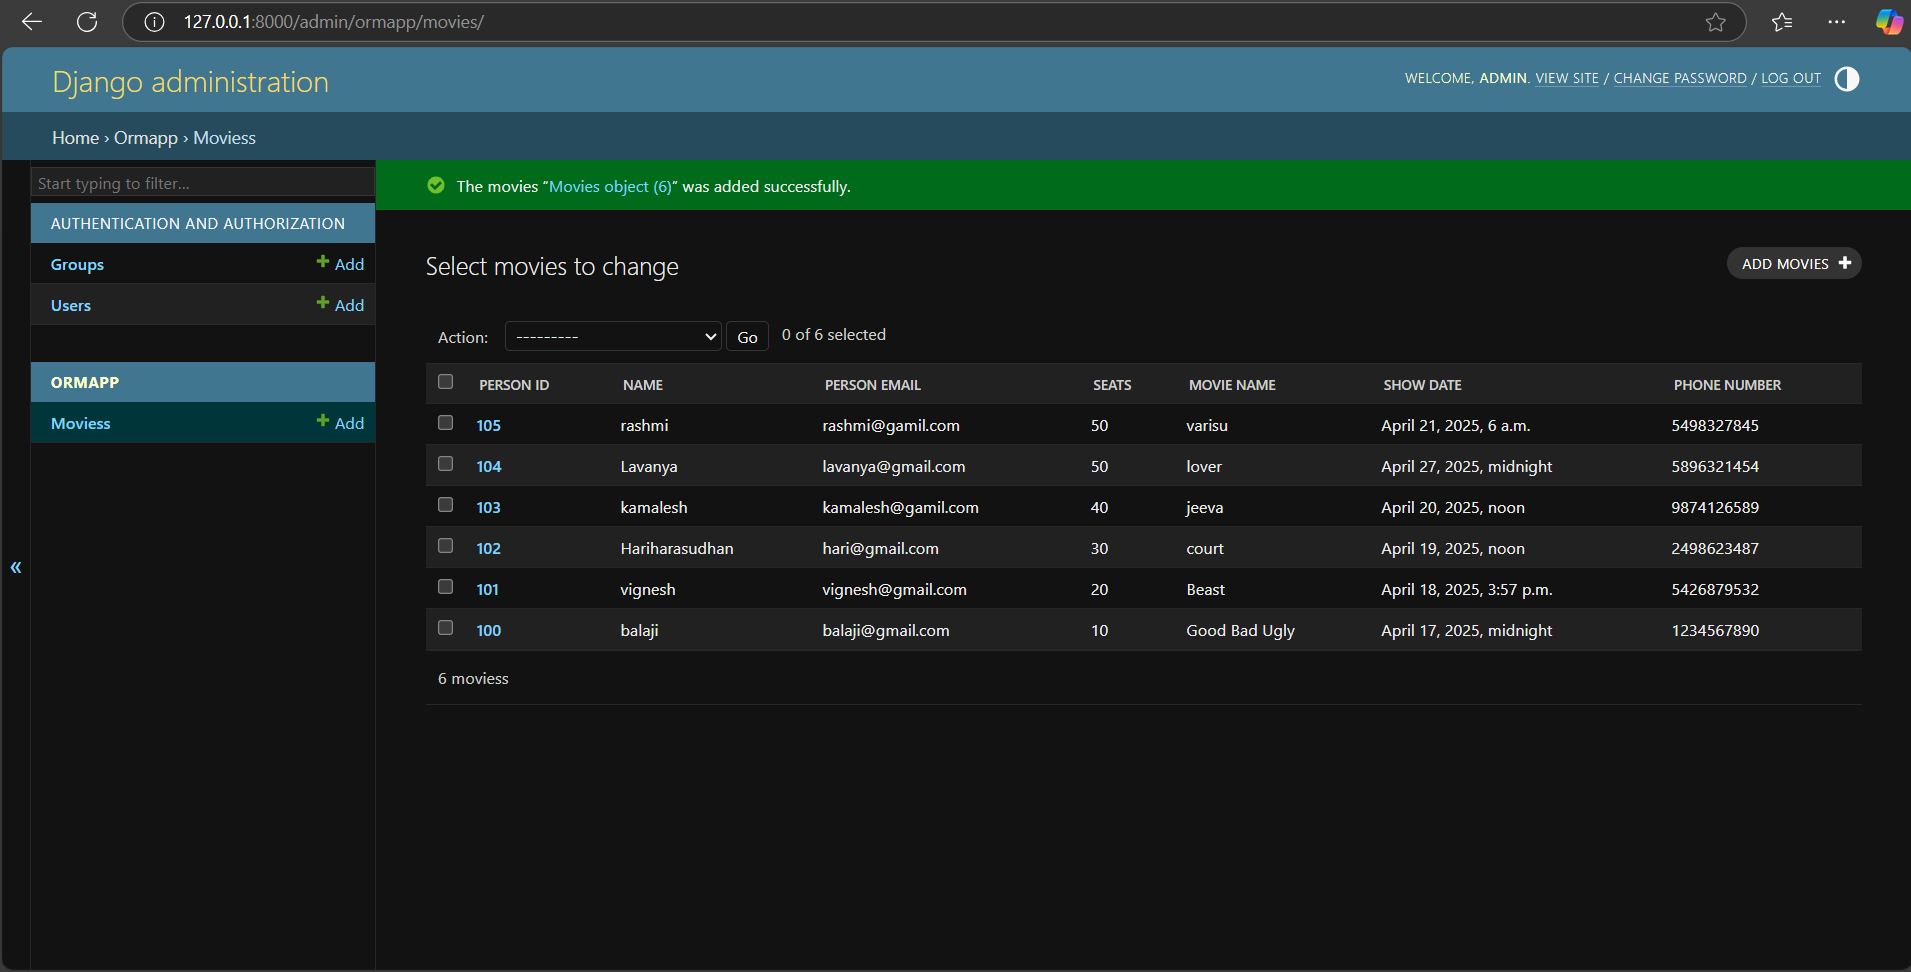 127.0.0.1:8000/admin/ormapp/movies/
Django administration
WELCOME, ADMIN. VIEW SITE / CHANGE PASSWORD / LOG OUT
Home › Ormapp › Moviess
Start typing to filter...
AUTHENTICATION AND AUTHORIZATION
Groups + Add
Users + Add
ORMAPP
Moviess + Add
«
The movies “Movies object (6)” was added successfully.
Select movies to change
ADD MOVIES +
Action: --------- Go 0 of 6 selected
PERSON ID NAME PERSON EMAIL SEATS MOVIE NAME SHOW DATE PHONE NUMBER
105 rashmi rashmi@gamil.com 50 varisu April 21, 2025, 6 a.m. 5498327845
104 Lavanya lavanya@gmail.com 50 lover April 27, 2025, midnight 5896321454
103 kamalesh kamalesh@gamil.com 40 jeeva April 20, 2025, noon 9874126589
102 Hariharasudhan hari@gmail.com 30 court April 19, 2025, noon 2498623487
101 vignesh vignesh@gmail.com 20 Beast April 18, 2025, 3:57 p.m. 5426879532
100 balaji balaji@gmail.com 10 Good Bad Ugly April 17, 2025, midnight 1234567890
6 moviess